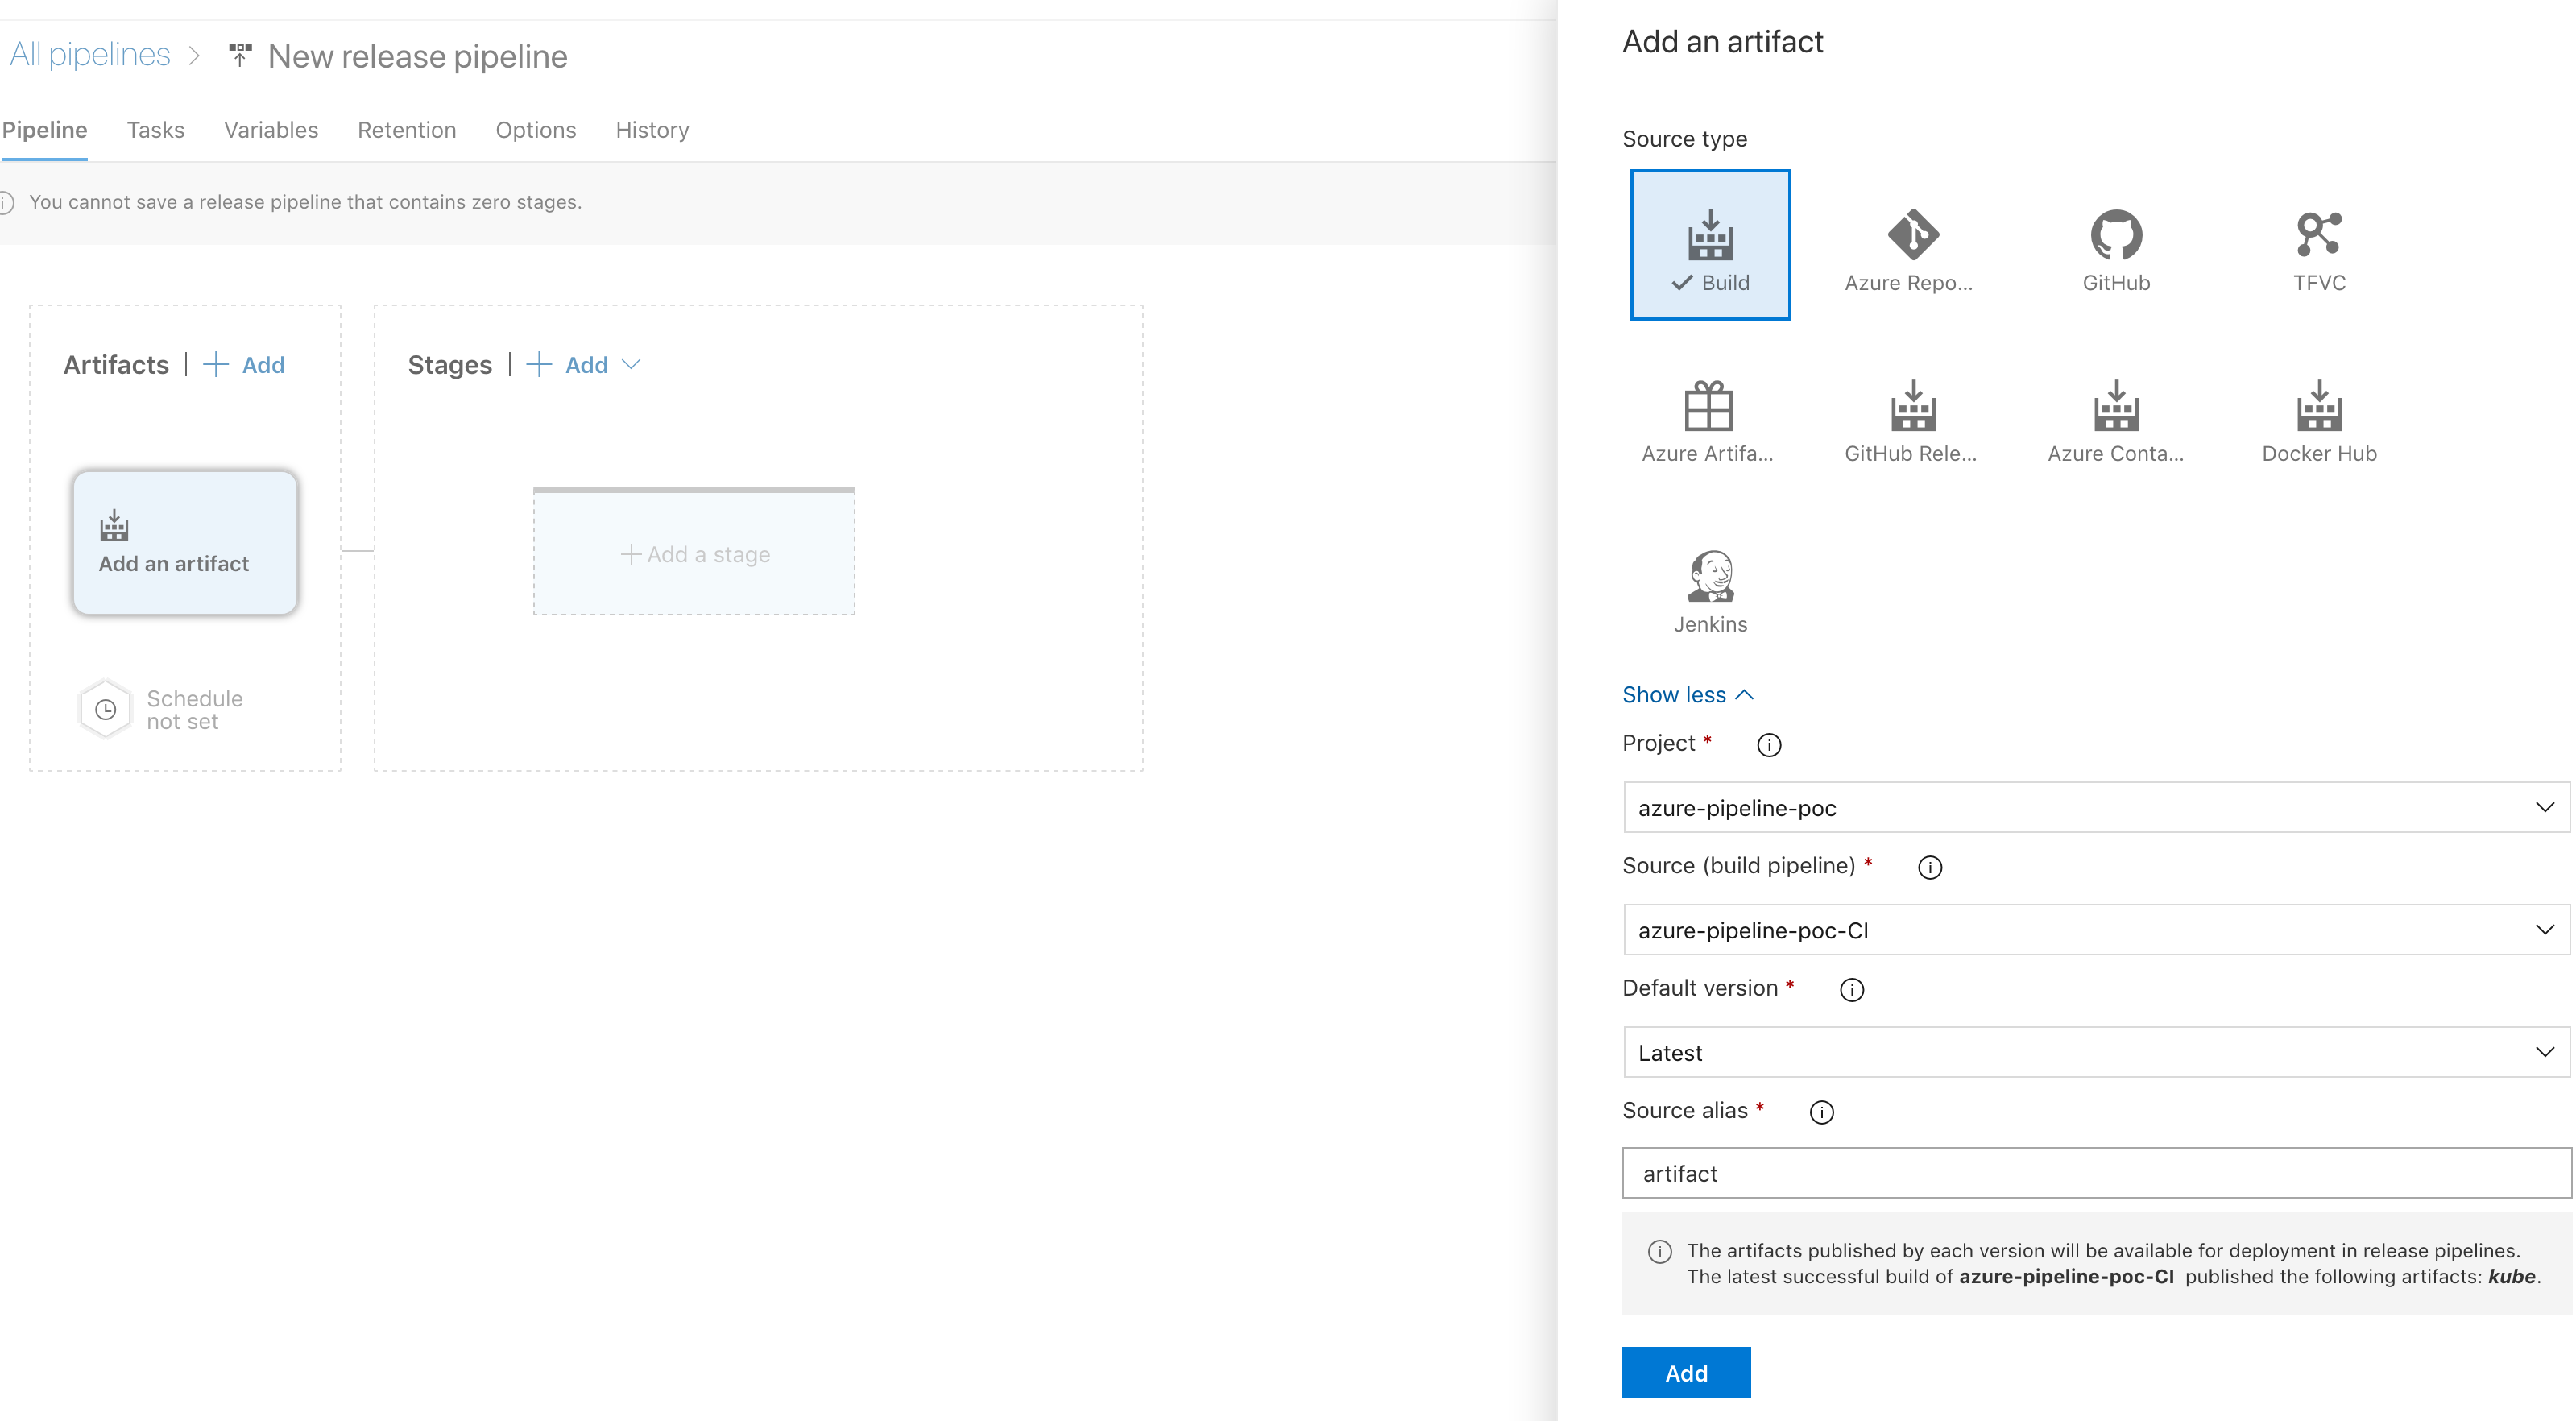 All pipelines
New release pipeline
Pipeline Tasks Variables Retention Options History
You cannot save a release pipeline that contains zero stages.
Artifacts Add
Stages Add
Add an artifact
Add a stage
Schedule
not set
Add an artifact
Source type
Build Azure Repo... GitHub TFVC
Azure Artifa... GitHub Rele... Azure Conta... Docker Hub
Jenkins
Show less
Project *
azure-pipeline-poc
Source (build pipeline) *
azure-pipeline-poc-CI
Default version *
Latest
Source alias *
artifact
The artifacts published by each version will be available for deployment in release pipelines.
The latest successful build of azure-pipeline-poc-CI published the following artifacts: kube.
Add